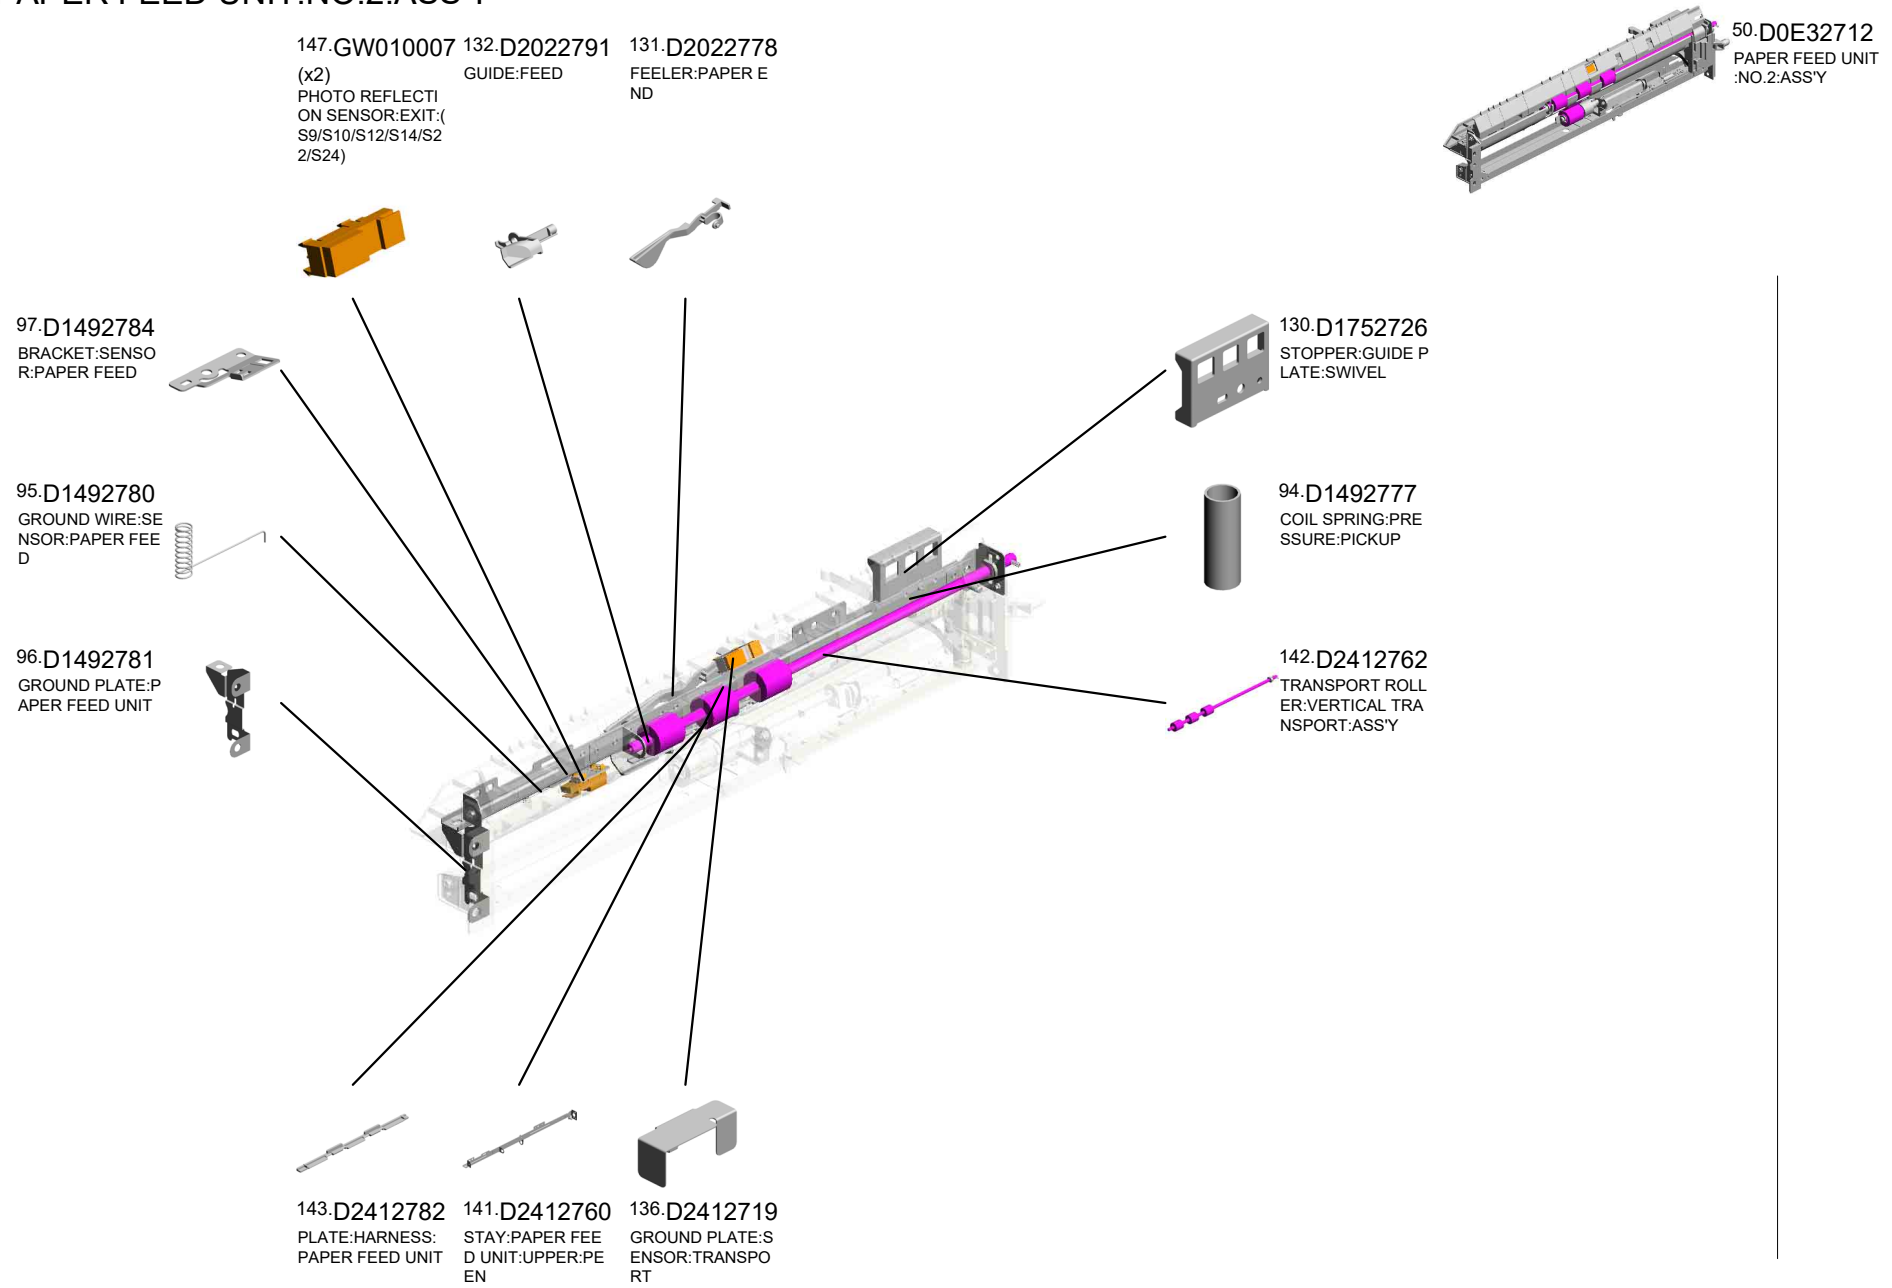 APER FEED UNIT:NO.2:ASS'Y
147.GW010007
(x2)
PHOTO REFLECTI
ON SENSOR:EXIT:(
S9/S10/S12/S14/S2
2/S24)
132.D2022791
GUIDE:FEED
131.D2022778
FEELER:PAPER E
ND
50.D0E32712
PAPER FEED UNIT
:NO.2:ASS'Y
97.D1492784
BRACKET:SENSO
R:PAPER FEED
130.D1752726
STOPPER:GUIDE P
LATE:SWIVEL
95.D1492780
GROUND WIRE:SE
NSOR:PAPER FEE
D
94.D1492777
COIL SPRING:PRE
SSURE:PICKUP
96.D1492781
GROUND PLATE:P
APER FEED UNIT
142.D2412762
TRANSPORT ROLL
ER:VERTICAL TRA
NSPORT:ASS'Y
143.D2412782
PLATE:HARNESS:
PAPER FEED UNIT
141.D2412760
STAY:PAPER FEE
D UNIT:UPPER:PE
EN
136.D2412719
GROUND PLATE:S
ENSOR:TRANSPO
RT